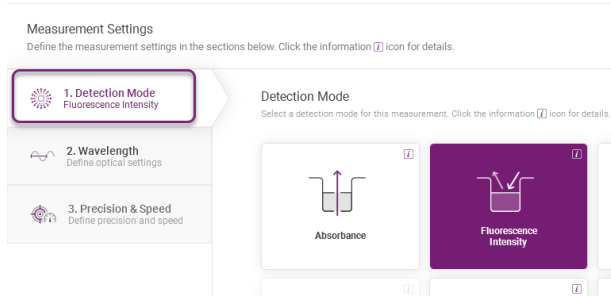 Measurement Settings
Define the measurement settings in the sections below. Click the information i icon for details.
1. Detection Mode
Fluorescence Intensity
2. Wavelength
Define optical settings
3. Precision & Speed
Define precision and speed
Detection Mode
Select a detection mode for this measurement. Click the information i icon for details.
i
i
Absorbance
Fluorescence
Intensity
i
i